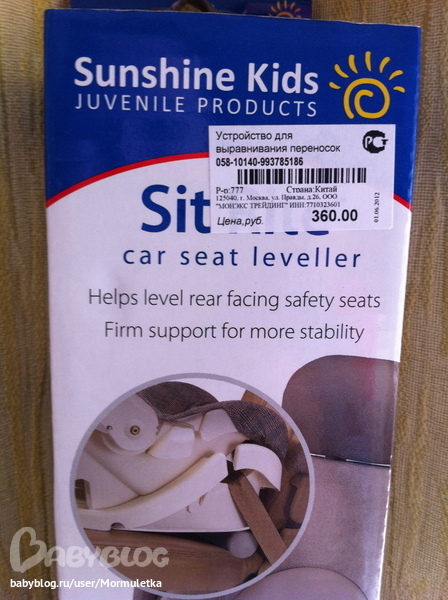 Sunshine Kids
JUVENILE PRODUCTS
Устройство для
выравнивания переносок
058-10140-993785186
Р-р:777 Страна:Китай
125040, г. Москва, ул. Правды, д.26, ООО
"МОНЭКС ТРЕЙДИНГ" ИНН:7710323601
Цена,руб. 360.00
01.06.2012
Sit
car seat leveller
Helps level rear facing safety seats
Firm support for more stability
BABYBLOG
babyblog.ru/user/Mormuletka